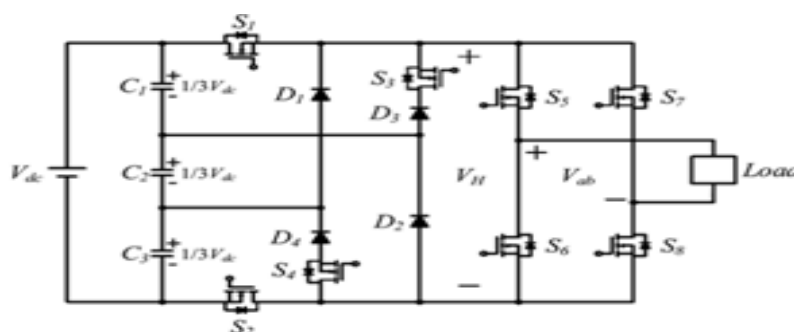 S1
+
C1 1/3Vdc
-
D1
S3
D3
+
S5
S7
Vdc
+
C2 1/3Vdc
-
VH
+
Vab
-
Load
D2
+
C3 1/3Vdc
-
D4
S4
S6
S8
-
S2